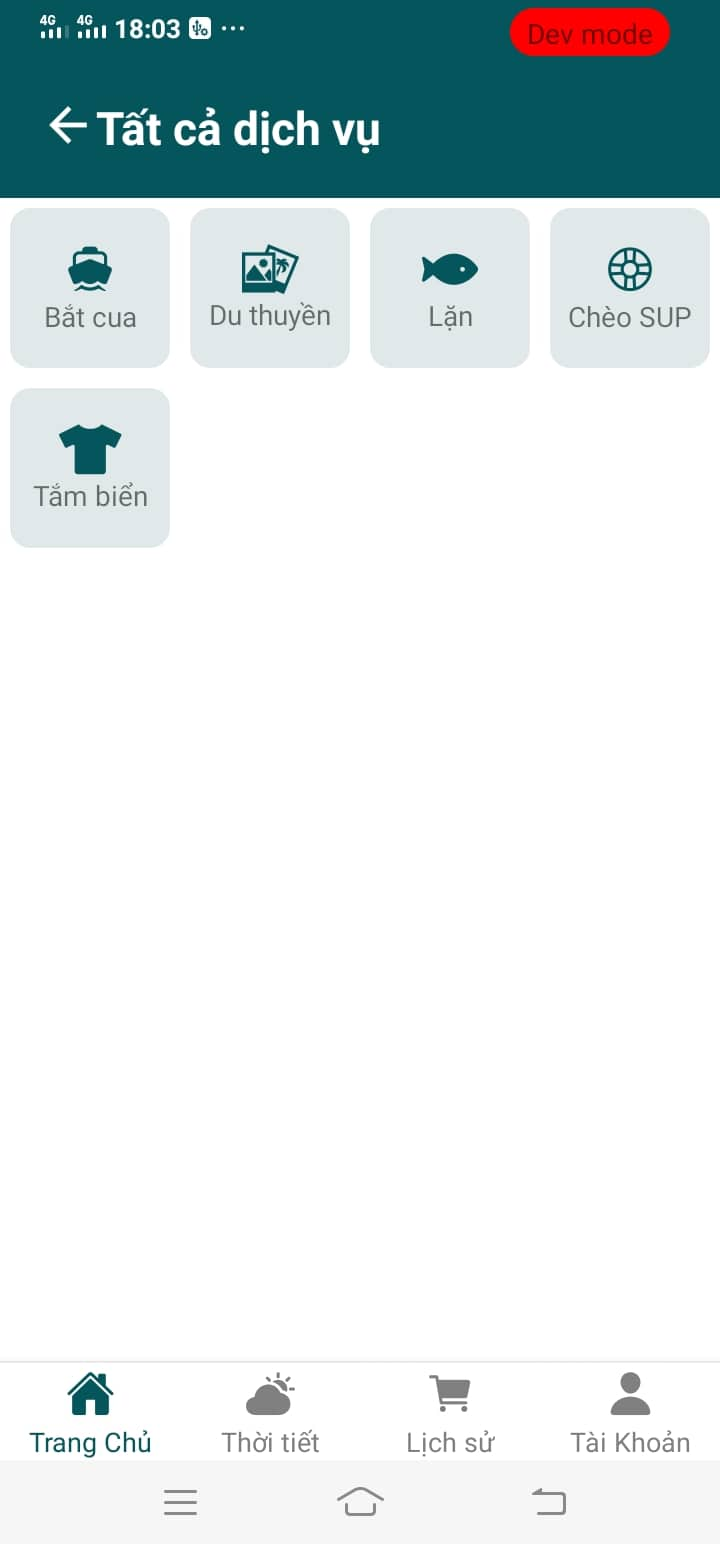 4G 4G 18:03 ...
Dev mode
Tất cả dịch vụ
Bắt cua
Du thuyền
Lặn
Chèo SUP
Tắm biển
Trang Chủ
Thời tiết
Lịch sử
Tài Khoản